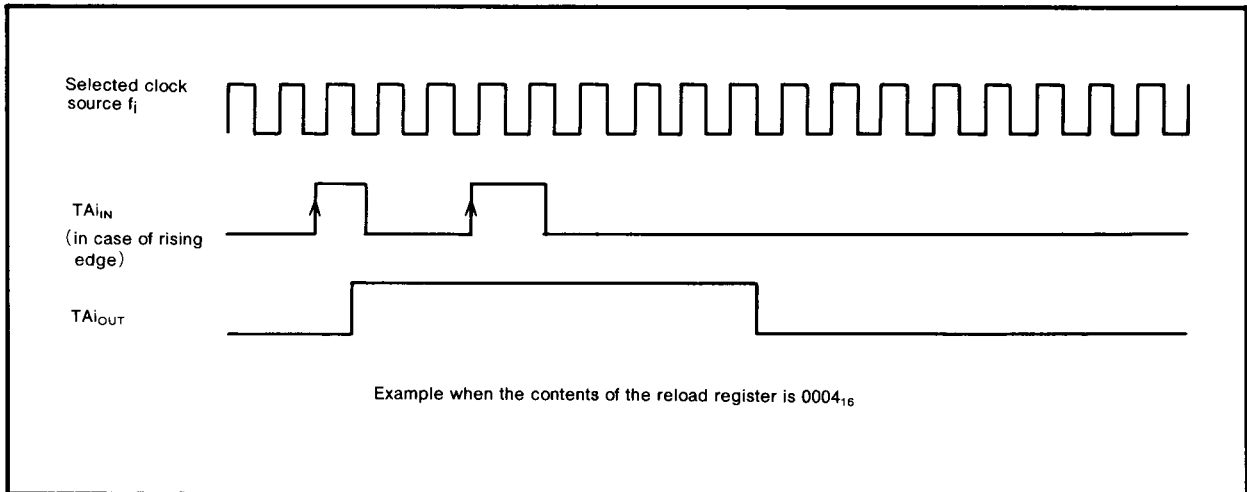 Selected clock
source fi
TAiIN
(in case of rising
edge)
TAiOUT
Example when the contents of the reload register is 000416